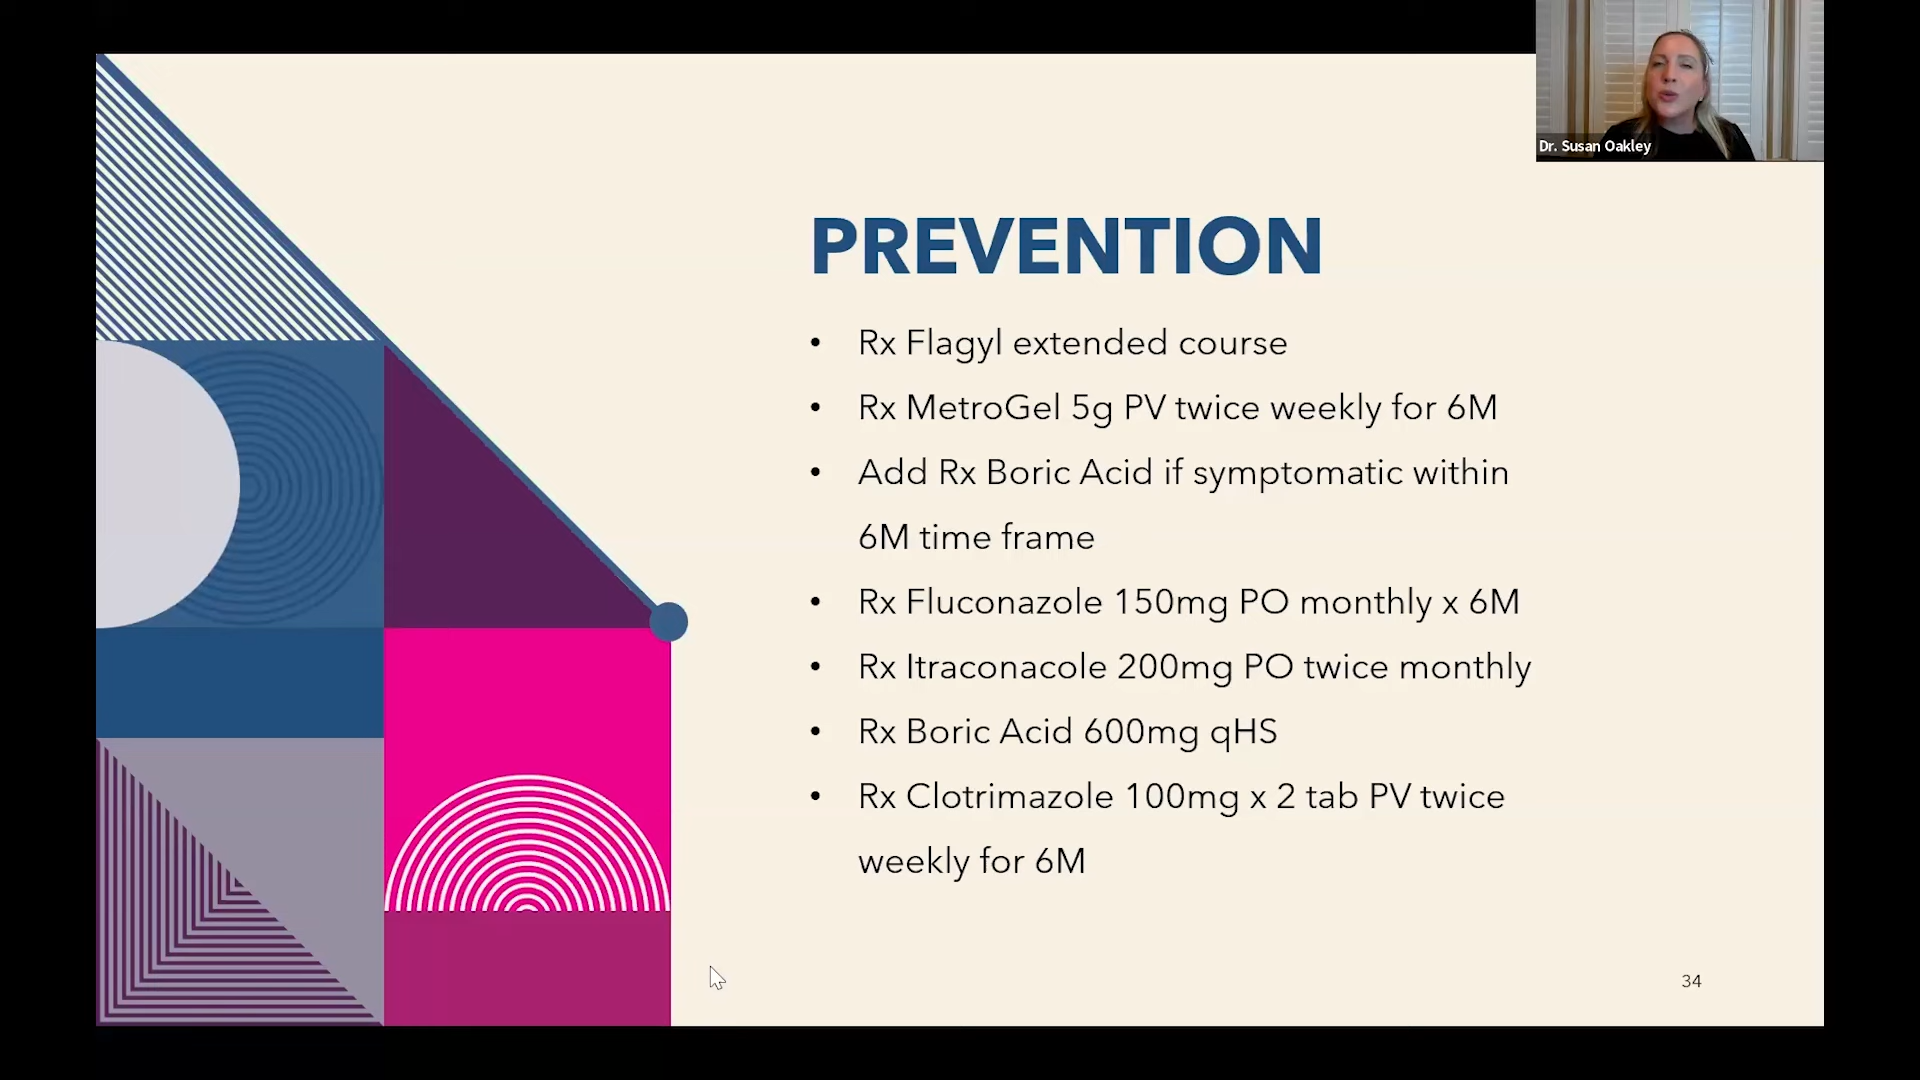 Dr. Susan Oakley
PREVENTION
• Rx Flagyl extended course
• Rx MetroGel 5g PV twice weekly for 6M
• Add Rx Boric Acid if symptomatic within
6M time frame
• Rx Fluconazole 150mg PO monthly x 6M
• Rx Itraconacole 200mg PO twice monthly
• Rx Boric Acid 600mg qHS
• Rx Clotrimazole 100mg x 2 tab PV twice
weekly for 6M
34